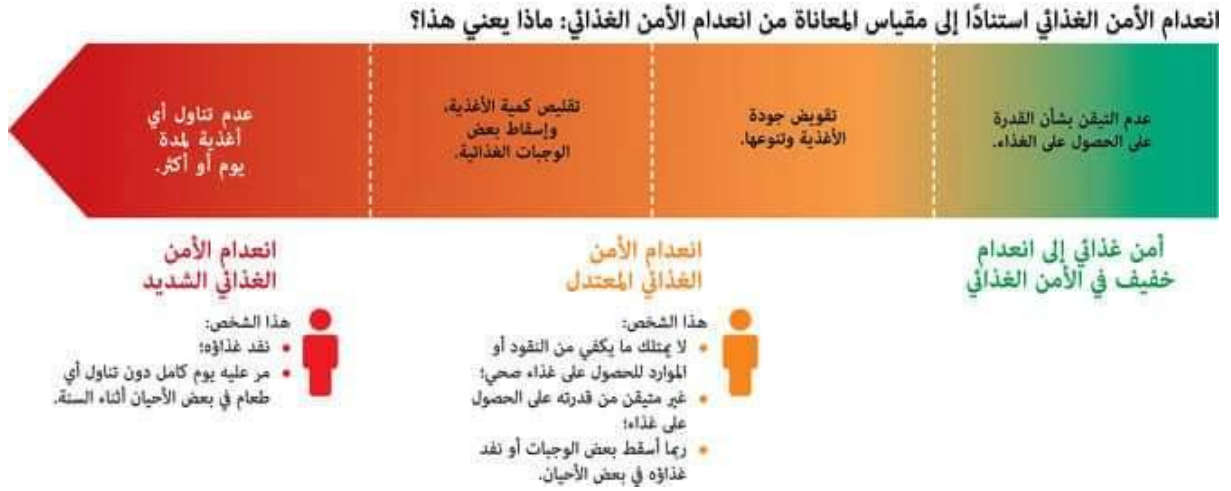 انعدام الأمن الغذائي استنادًا إلى مقياس المعاناة من انعدام الأمن الغذائي: ماذا يعني هذا؟
عدم التيقن بشأن القدرة
على الحصول على الغذاء.
تقويض جودة
الأغذية وتنوعها.
تقليص كمية الأغذية،
وإسقاط بعض
الوجبات الغذائية.
عدم تناول أي
أغذية لمدة
يوم أو أكثر.
أمن غذائي إلى انعدام
خفيف في الأمن الغذائي
انعدام الأمن
الغذائي المعتدل
هذا الشخص:
• لا يمتلك ما يكفي من النقود أو
الموارد للحصول على غذاء صحي؛
• غير متيقن من قدرته على الحصول
على غذاء؛
• ربما أسقط بعض الوجبات أو نفد
غذاؤه في بعض الأحيان.
انعدام الأمن
الغذائي الشديد
هذا الشخص:
• نفد غذاؤه؛
• مر عليه يوم كامل دون تناول أي
طعام في بعض الأحيان أثناء السنة.